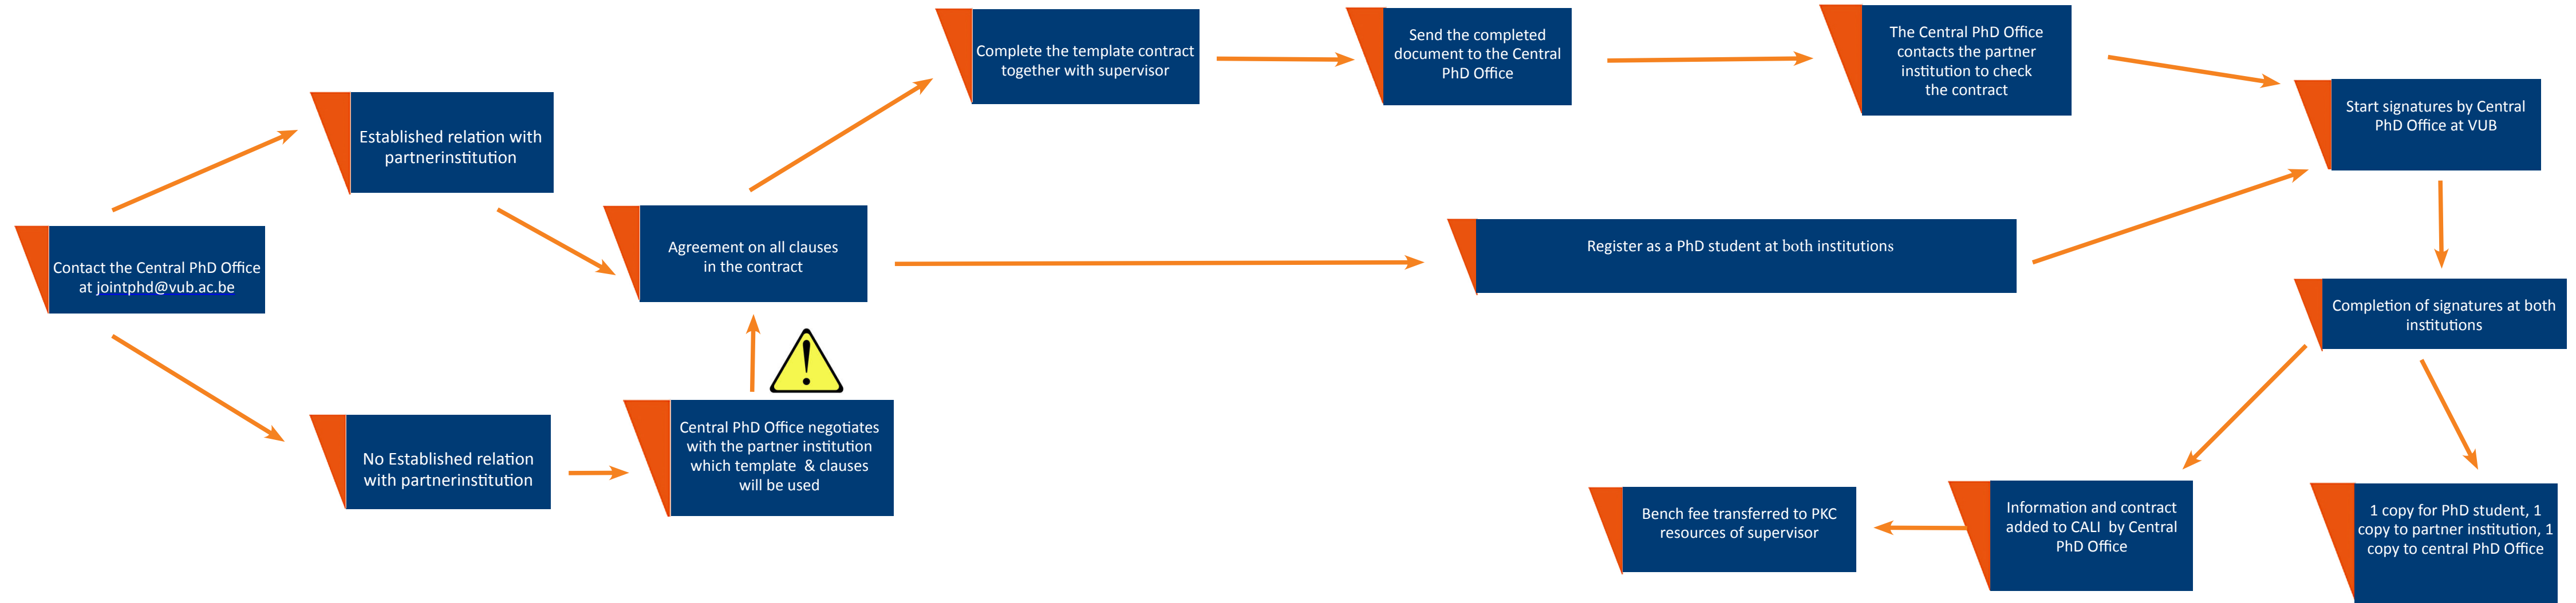 Contact the Central PhD Office
at jointphd@vub.ac.be
Established relation with
partnerinstitution
No Established relation
with partnerinstitution
Central PhD Office negotiates
with the partner institution
which template & clauses
will be used
Agreement on all clauses
in the contract
Complete the template contract
together with supervisor
Send the completed
document to the Central
PhD Office
The Central PhD Office
contacts the partner
institution to check
the contract
Register as a PhD student at both institutions
Start signatures by Central
PhD Office at VUB
Completion of signatures at both
institutions
Information and contract
added to CALI by Central
PhD Office
Bench fee transferred to PKC
resources of supervisor
1 copy for PhD student, 1
copy to partner institution, 1
copy to central PhD Office